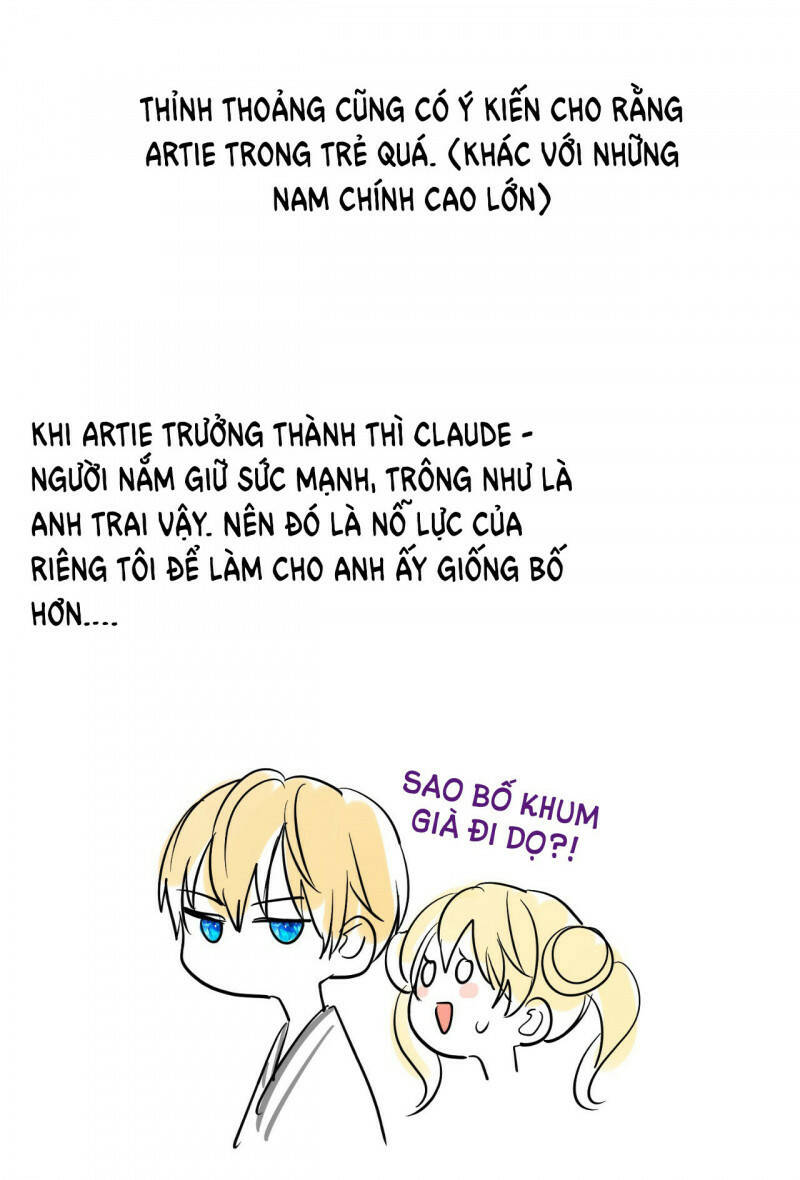 THỈNH THOẢNG CŨNG CÓ Ý KIẾN CHO RẰNG
ARTIE TRONG TRẺ QUÁ. (KHÁC VỚI NHỮNG
NAM CHÍNH CAO LỚN)
KHI ARTIE TRƯỞNG THÀNH THÌ CLAUDE -
NGƯỜI NẮM GIỮ SỨC MẠNH, TRÔNG NHƯ LÀ
ANH TRAI VẬY. NÊN ĐÓ LÀ NỖ LỰC CỦA
RIÊNG TÔI ĐỂ LÀM CHO ANH ẤY GIỐNG BỐ
HƠN....
SAO BỐ KHUM
GIÀ ĐI DỌ?!